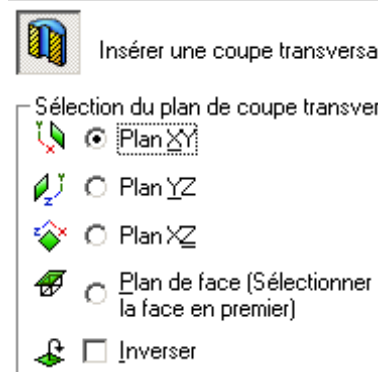 Insérer une coupe transversa
Sélection du plan de coupe transver
Plan XY
Plan YZ
Plan XZ
Plan de face (Sélectionner
la face en premier)
Inverser